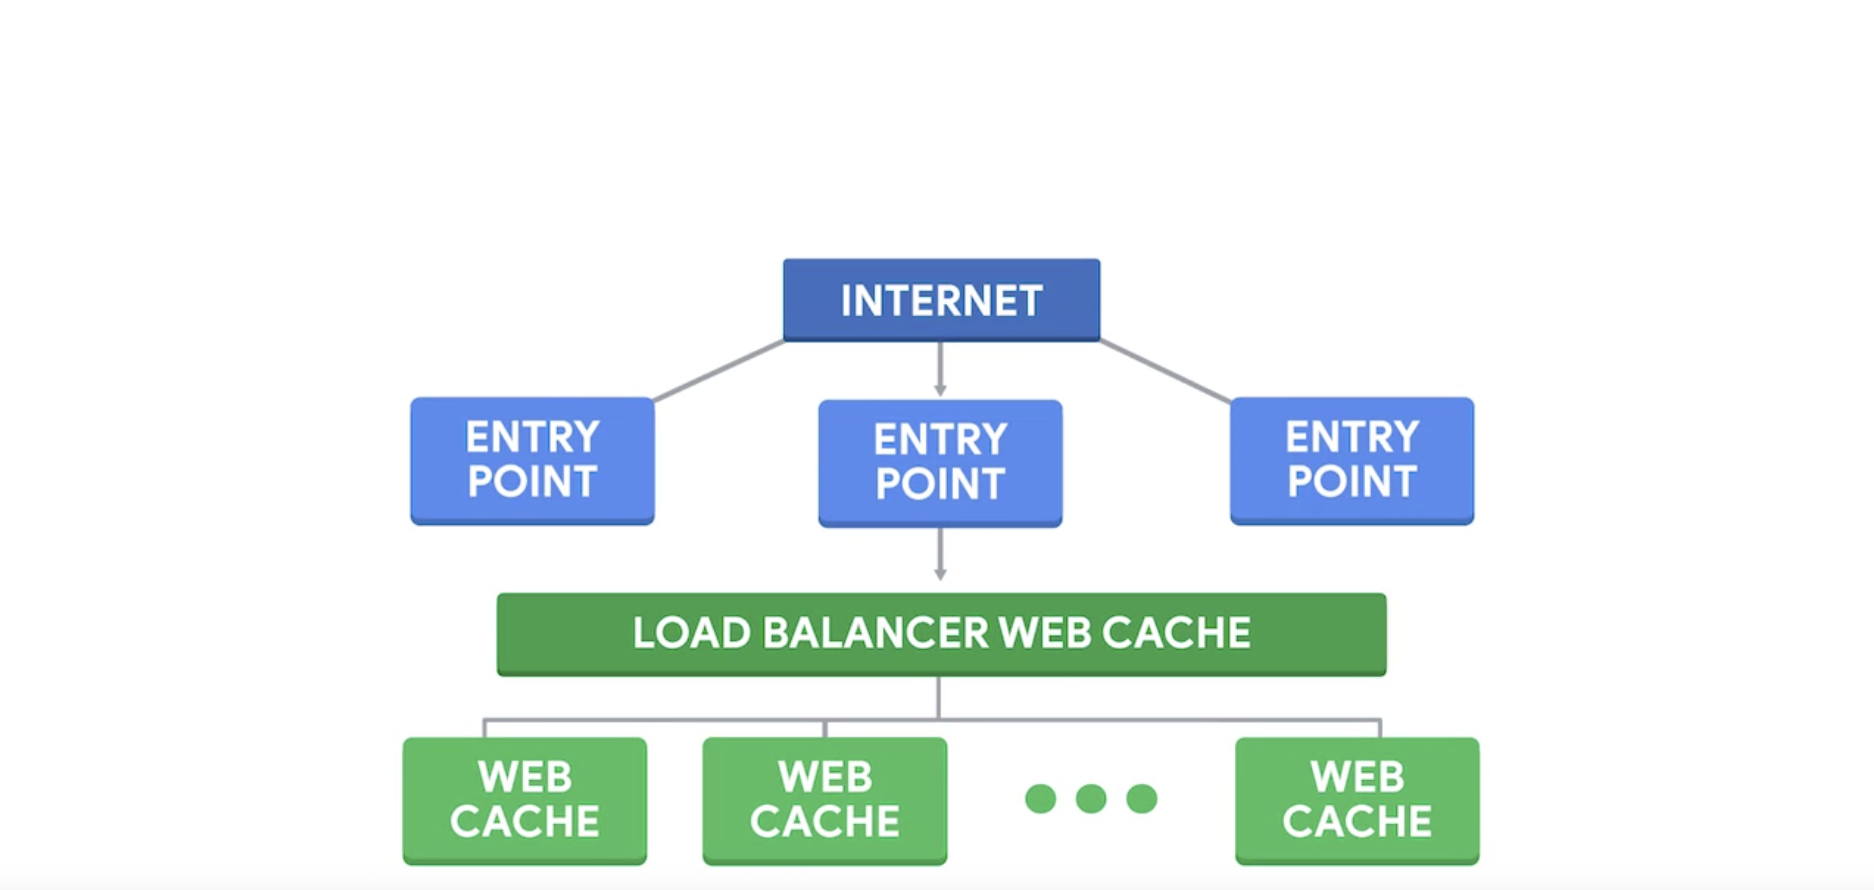 INTERNET
ENTRY
POINT
ENTRY
POINT
ENTRY
POINT
LOAD BALANCER WEB CACHE
WEB
CACHE
WEB
CACHE
WEB
CACHE